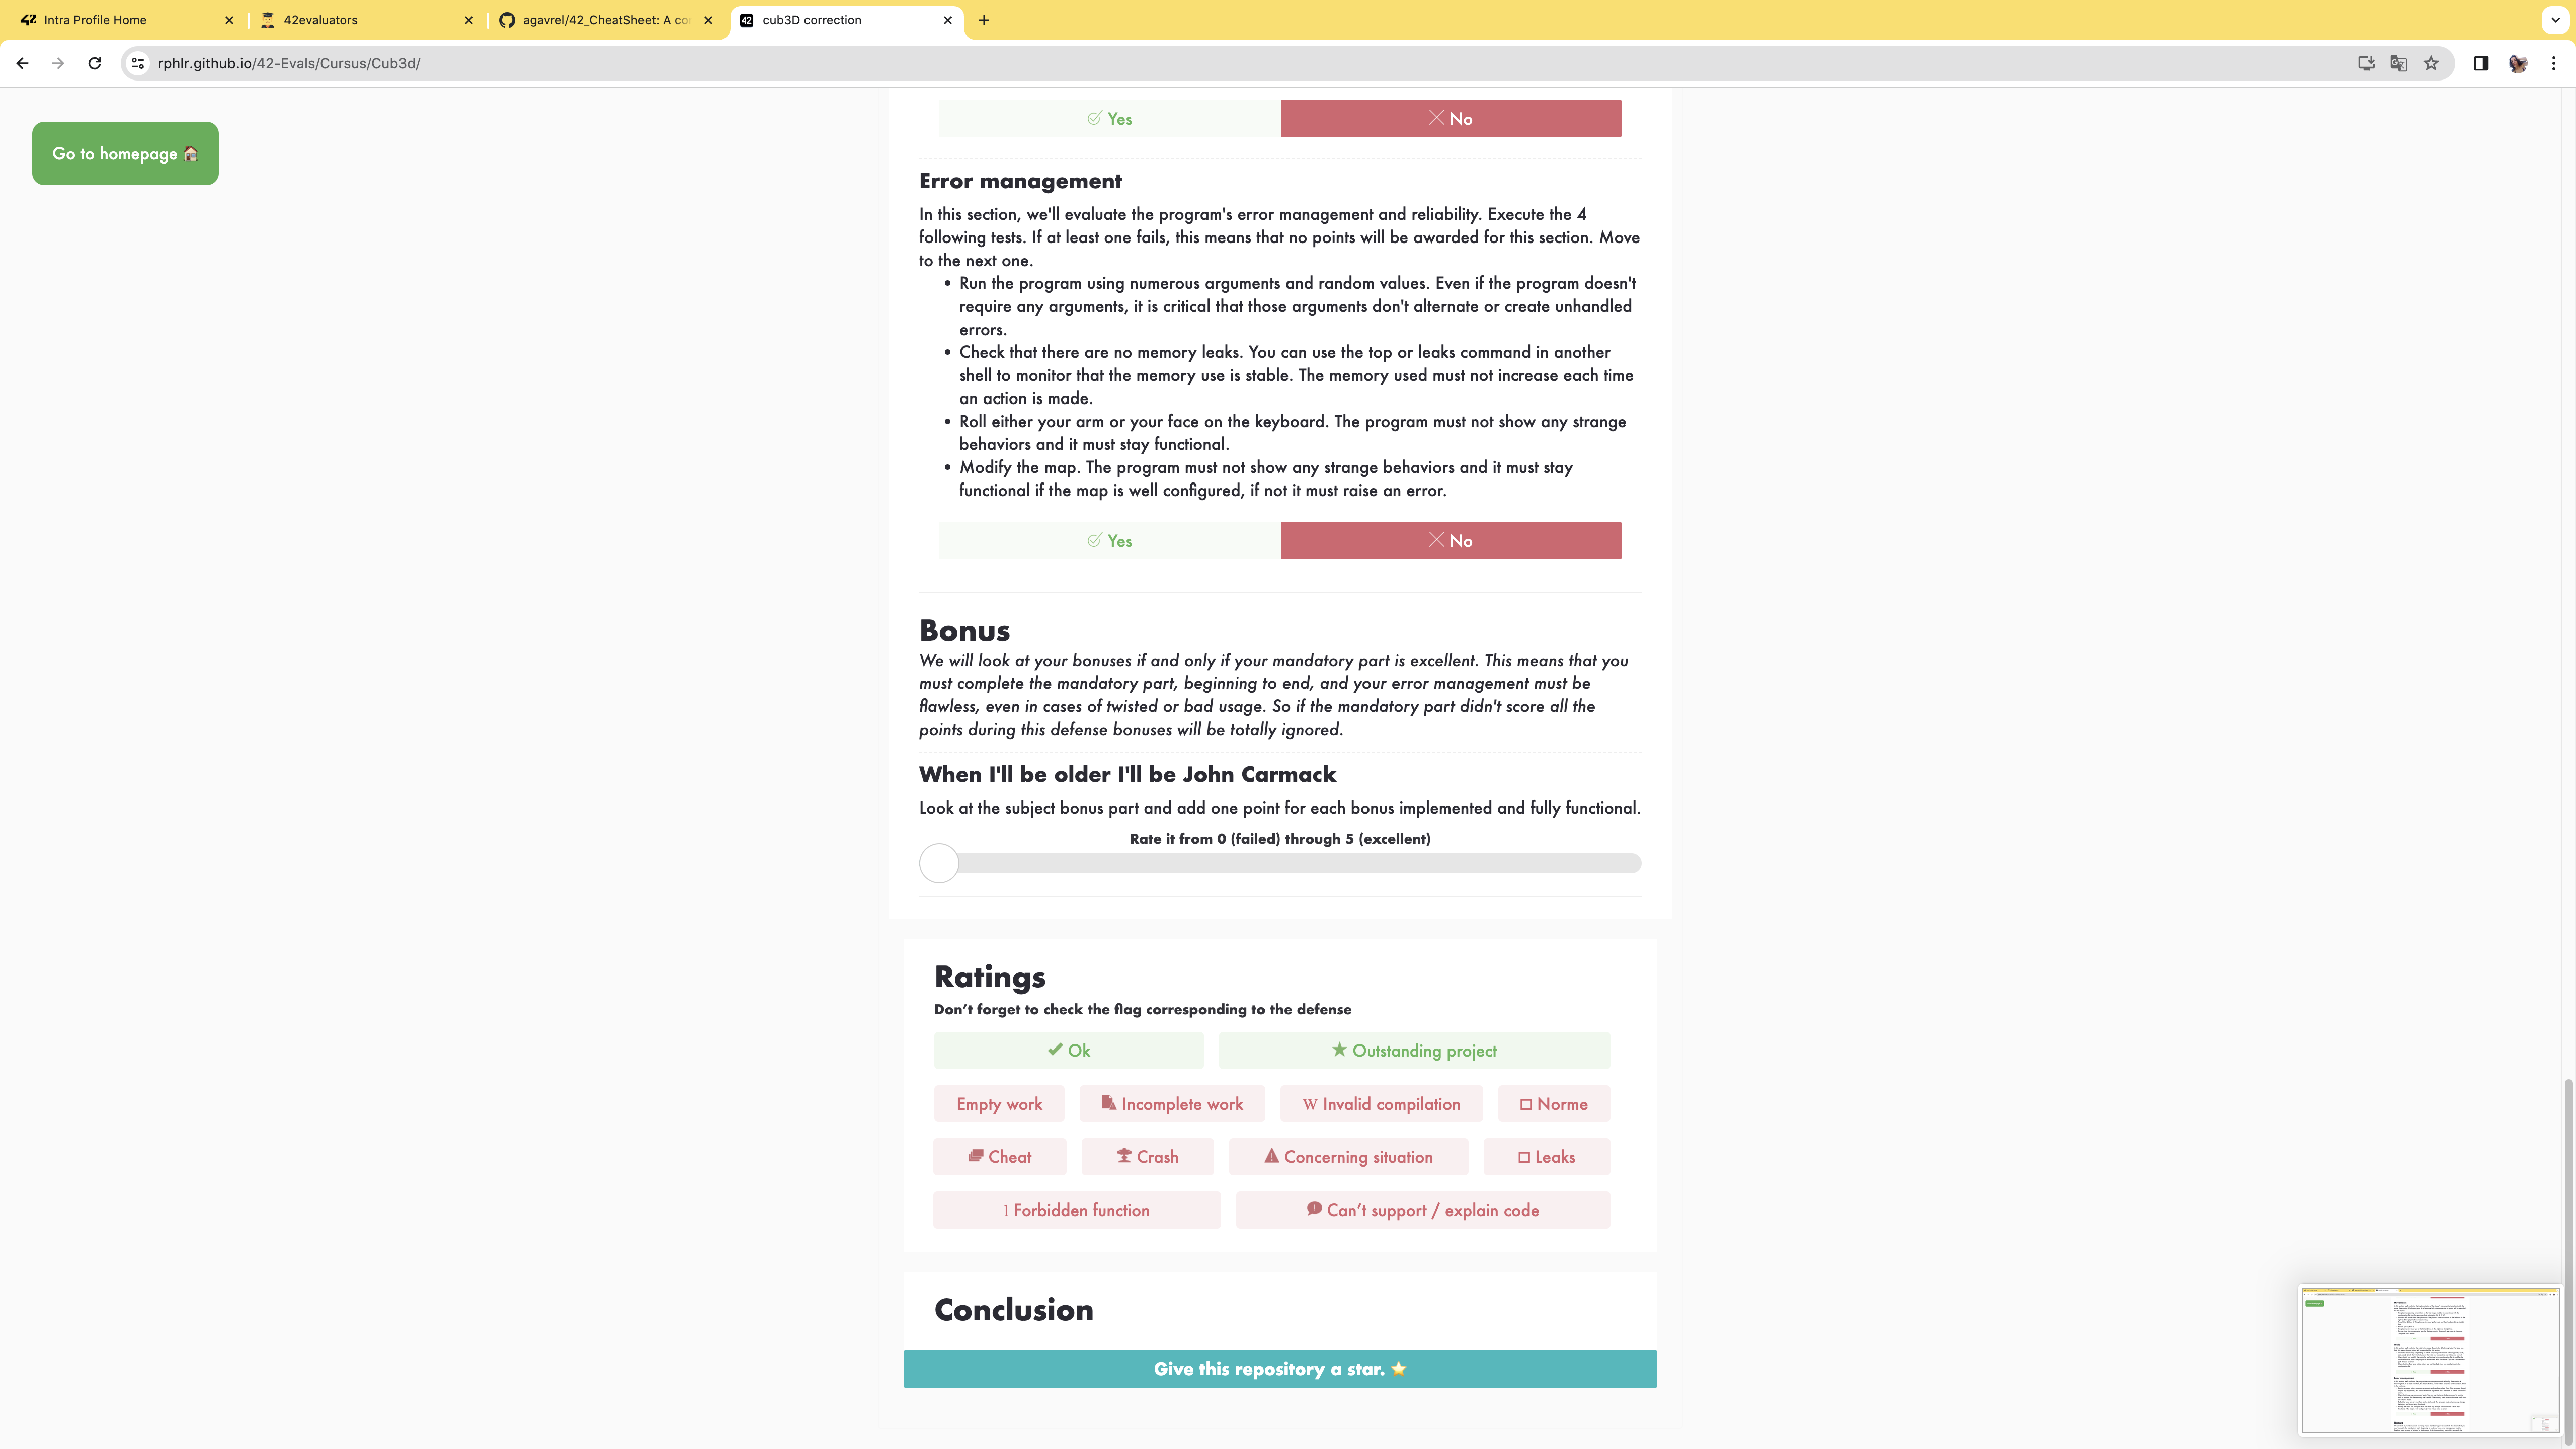 Intra Profile Home
42evaluators
agavrel/42_CheatSheet: A co
42 cub3D correction
rphlr.github.io/42-Evals/Cursus/Cub3d/
Go to homepage
Yes
No
Error management
In this section, we'll evaluate the program's error management and reliability. Execute the 4
following tests. If at least one fails, this means that no points will be awarded for this section. Move
to the next one.
• Run the program using numerous arguments and random values. Even if the program doesn't
require any arguments, it is critical that those arguments don't alternate or create unhandled
errors.
• Check that there are no memory leaks. You can use the top or leaks command in another
shell to monitor that the memory use is stable. The memory used must not increase each time
an action is made.
• Roll either your arm or your face on the keyboard. The program must not show any strange
behaviors and it must stay functional.
• Modify the map. The program must not show any strange behaviors and it must stay
functional if the map is well configured, if not it must raise an error.
Yes
No
Bonus
We will look at your bonuses if and only if your mandatory part is excellent. This means that you
must complete the mandatory part, beginning to end, and your error management must be
flawless, even in cases of twisted or bad usage. So if the mandatory part didn't score all the
points during this defense bonuses will be totally ignored.
When I'll be older I'll be John Carmack
Look at the subject bonus part and add one point for each bonus implemented and fully functional.
Rate it from 0 (failed) through 5 (excellent)
Ratings
Don’t forget to check the flag corresponding to the defense
Ok
★ Outstanding project
Empty work
Incomplete work
W Invalid compilation
Norme
Cheat
Crash
Concerning situation
Leaks
1 Forbidden function
Can’t support / explain code
Conclusion
Give this repository a star. ⭐